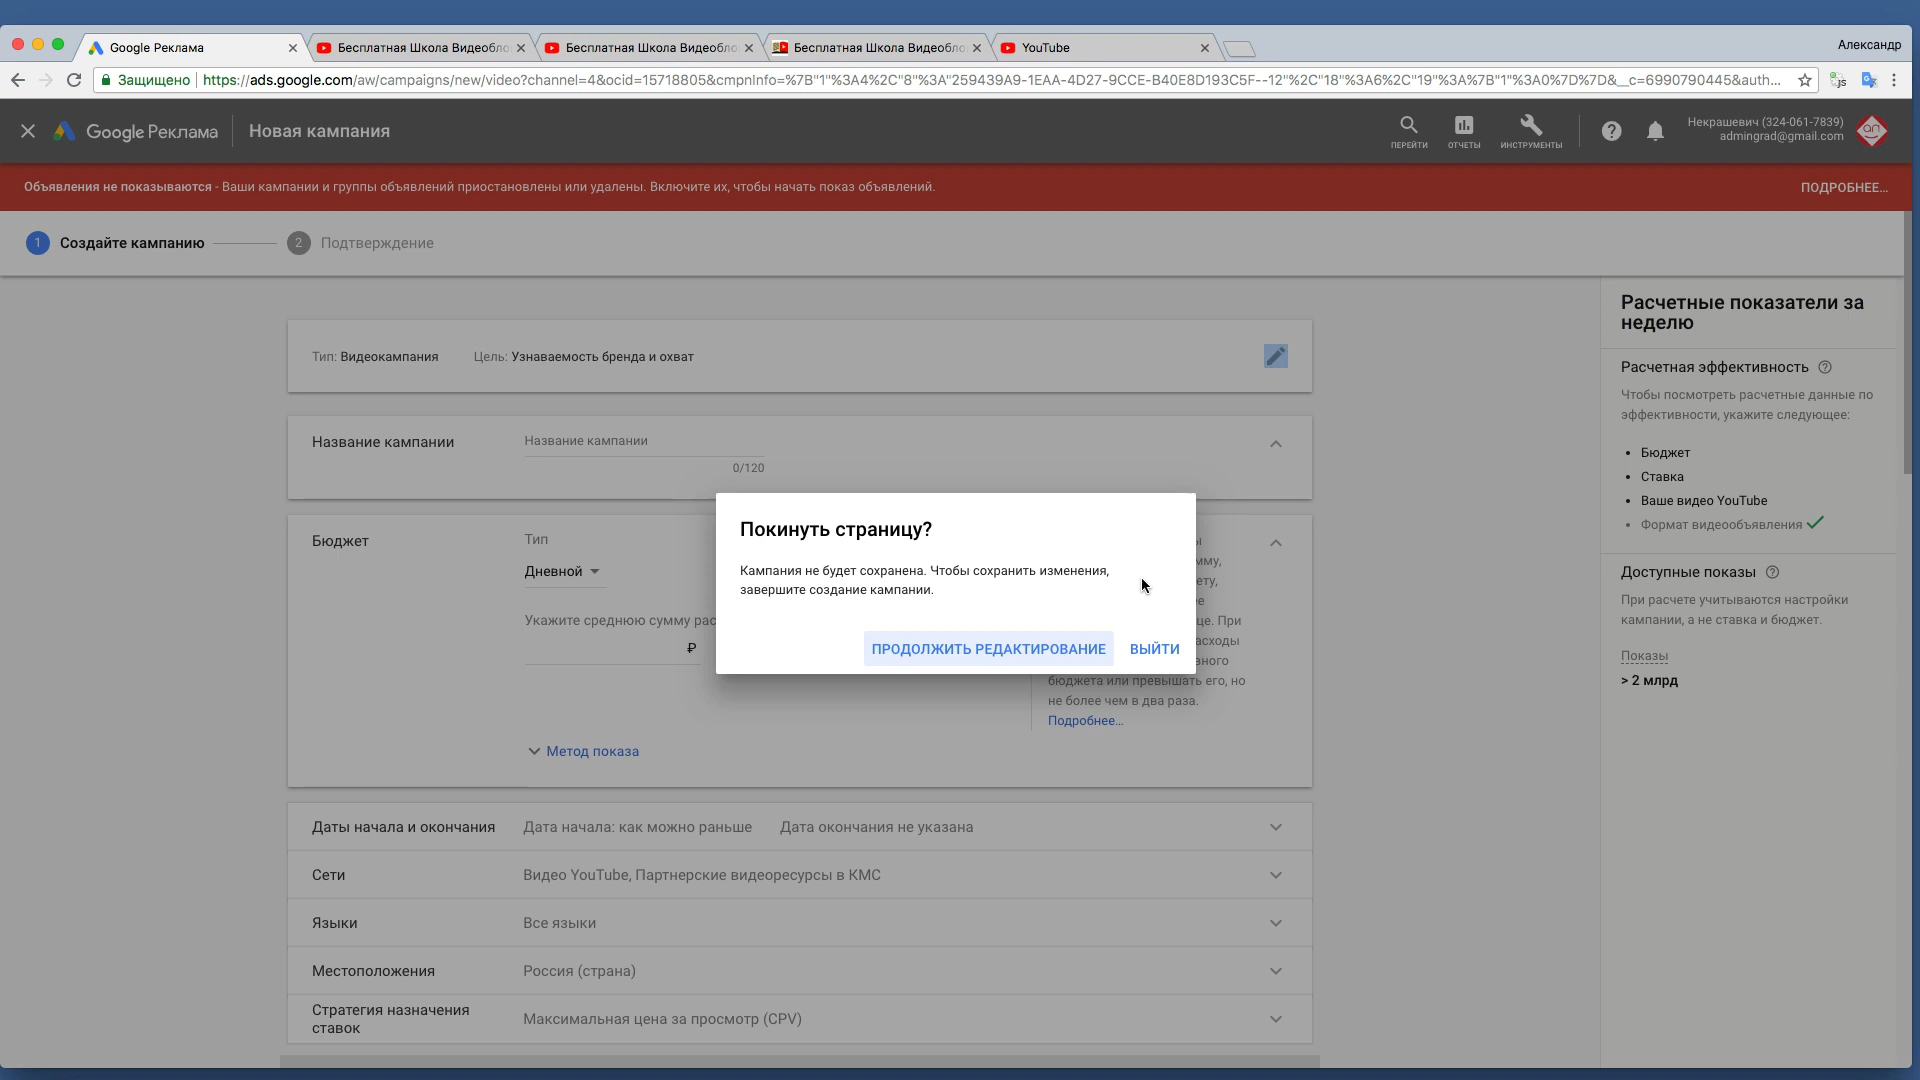 Google Реклама
Бесплатная Школа Видеобло
Бесплатная Школа Видеобло
Бесплатная Школа Видеобло
YouTube
Александр
Защищено
https://ads.google.com/aw/campaigns/new/video?channel=4&ocid=15718805&cmpnInfo=%7B"1"%3A4%2C"8"%3A"259439A9-1EAA-4D27-9CCE-B40E8D193C5F--12"%2C"18"%3A6%2C"19"%3A%7B"1"%3A0%7D%7D&__c=6990790445&auth...
Google Реклама
Новая кампания
ПЕРЕЙТИ
ОТЧЕТЫ
ИНСТРУМЕНТЫ
Некрашевич (324-061-7839)
admingrad@gmail.com
Объявления не показываются - Ваши кампании и группы объявлений приостановлены или удалены. Включите их, чтобы начать показ объявлений.
ПОДРОБНЕЕ...
1 Создайте кампанию
2 Подтверждение
Тип: Видеокампания Цель: Узнаваемость бренда и охват
Название кампании
Название кампании
0/120
Бюджет
Тип
Дневной
Укажите среднюю сумму рас
₽
мму,
ету,
е
це. При
асходы
вного
бюджета или превышать его, но
не более чем в два раза.
Подробнее...
Метод показа
Покинуть страницу?
Кампания не будет сохранена. Чтобы сохранить изменения,
завершите создание кампании.
ПРОДОЛЖИТЬ РЕДАКТИРОВАНИЕ
ВЫЙТИ
Даты начала и окончания
Дата начала: как можно раньше Дата окончания не указана
Сети
Видео YouTube, Партнерские видеоресурсы в КМС
Языки
Все языки
Местоположения
Россия (страна)
Стратегия назначения
ставок
Максимальная цена за просмотр (CPV)
Расчетные показатели за
неделю
Расчетная эффективность
Чтобы посмотреть расчетные данные по
эффективности, укажите следующее:
• Бюджет
• Ставка
• Ваше видео YouTube
• Формат видеообъявления
Доступные показы
При расчете учитываются настройки
кампании, а не ставка и бюджет.
Показы
> 2 млрд